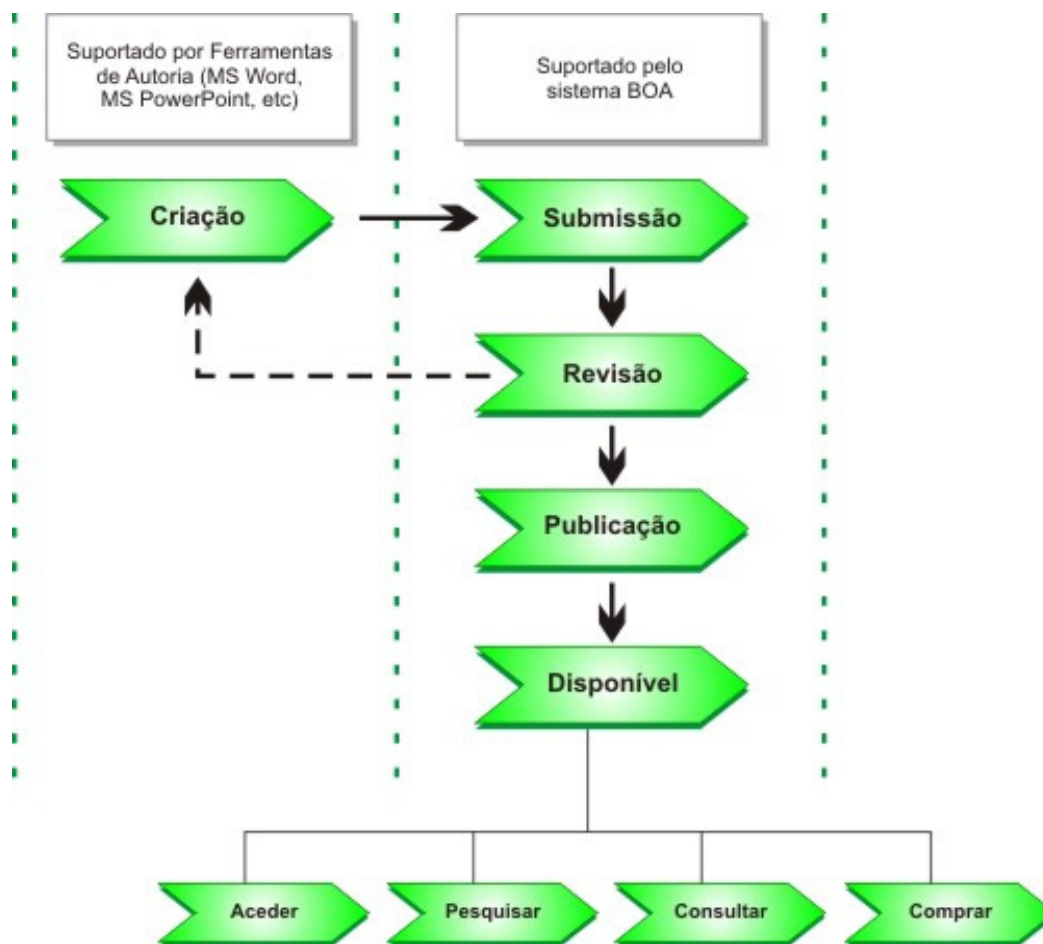 Suportado por Ferramentas
de Autoria (MS Word,
MS PowerPoint, etc)
Suportado pelo
sistema BOA
Criação
Submissão
Revisão
Publicação
Disponível
Aceder
Pesquisar
Consultar
Comprar